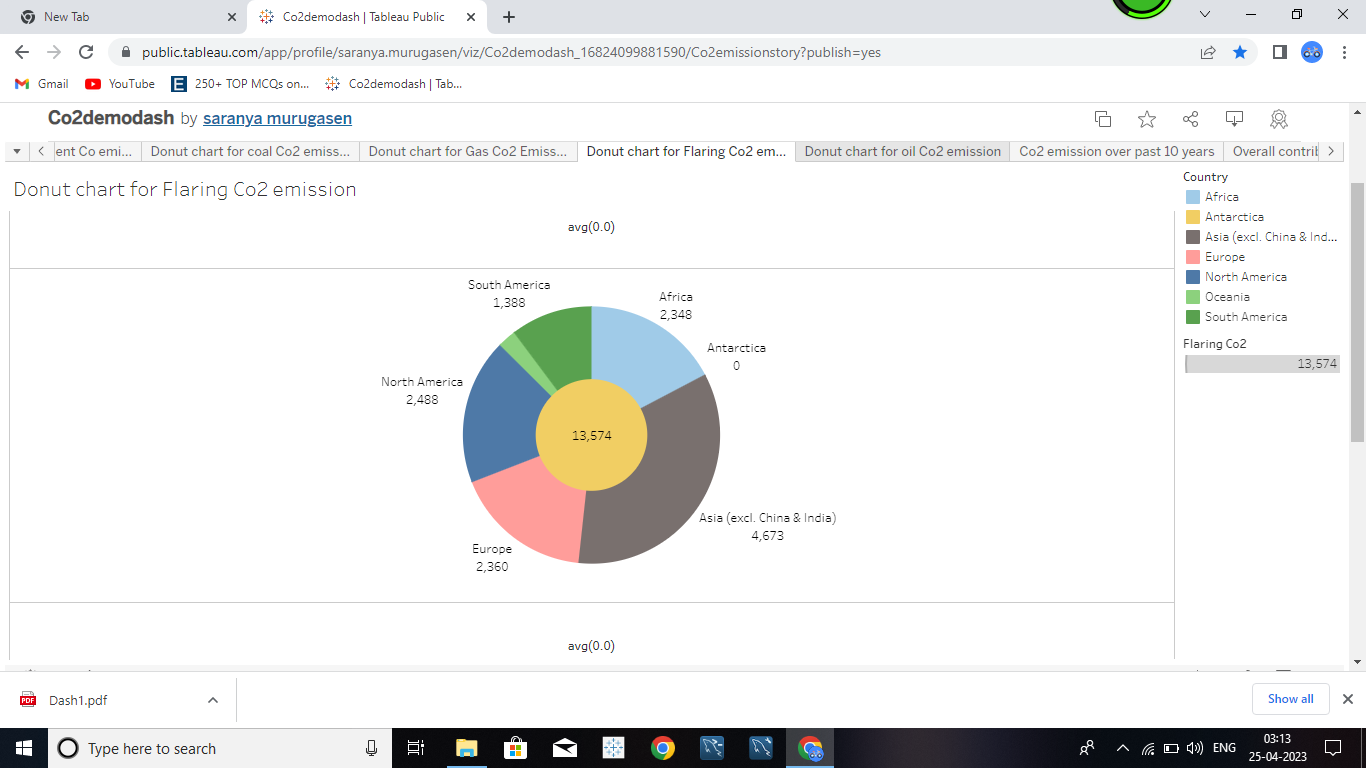 New Tab
Co2demodash | Tableau Public
public.tableau.com/app/profile/saranya.murugasen/viz/Co2demodash_16824099881590/Co2emissionstory?publish=yes
Gmail
YouTube
E
250+ TOP MCQs on...
Co2demodash | Tab...
Co2demodash by saranya murugasen
ent Co emi...
Donut chart for coal Co2 emiss...
Donut chart for Gas Co2 Emiss...
Donut chart for Flaring Co2 em...
Donut chart for oil Co2 emission
Co2 emission over past 10 years
Overall contrib
Donut chart for Flaring Co2 emission
avg(0.0)
South America
1,388
Africa
2,348
Antarctica
0
North America
2,488
13,574
Asia (excl. China & India)
4,673
Europe
2,360
avg(0.0)
Country
Africa
Antarctica
Asia (excl. China & Ind...
Europe
North America
Oceania
South America
Flaring Co2
13,574
PDF
Dash1.pdf
Show all
Type here to search
ENG
03:13
25-04-2023